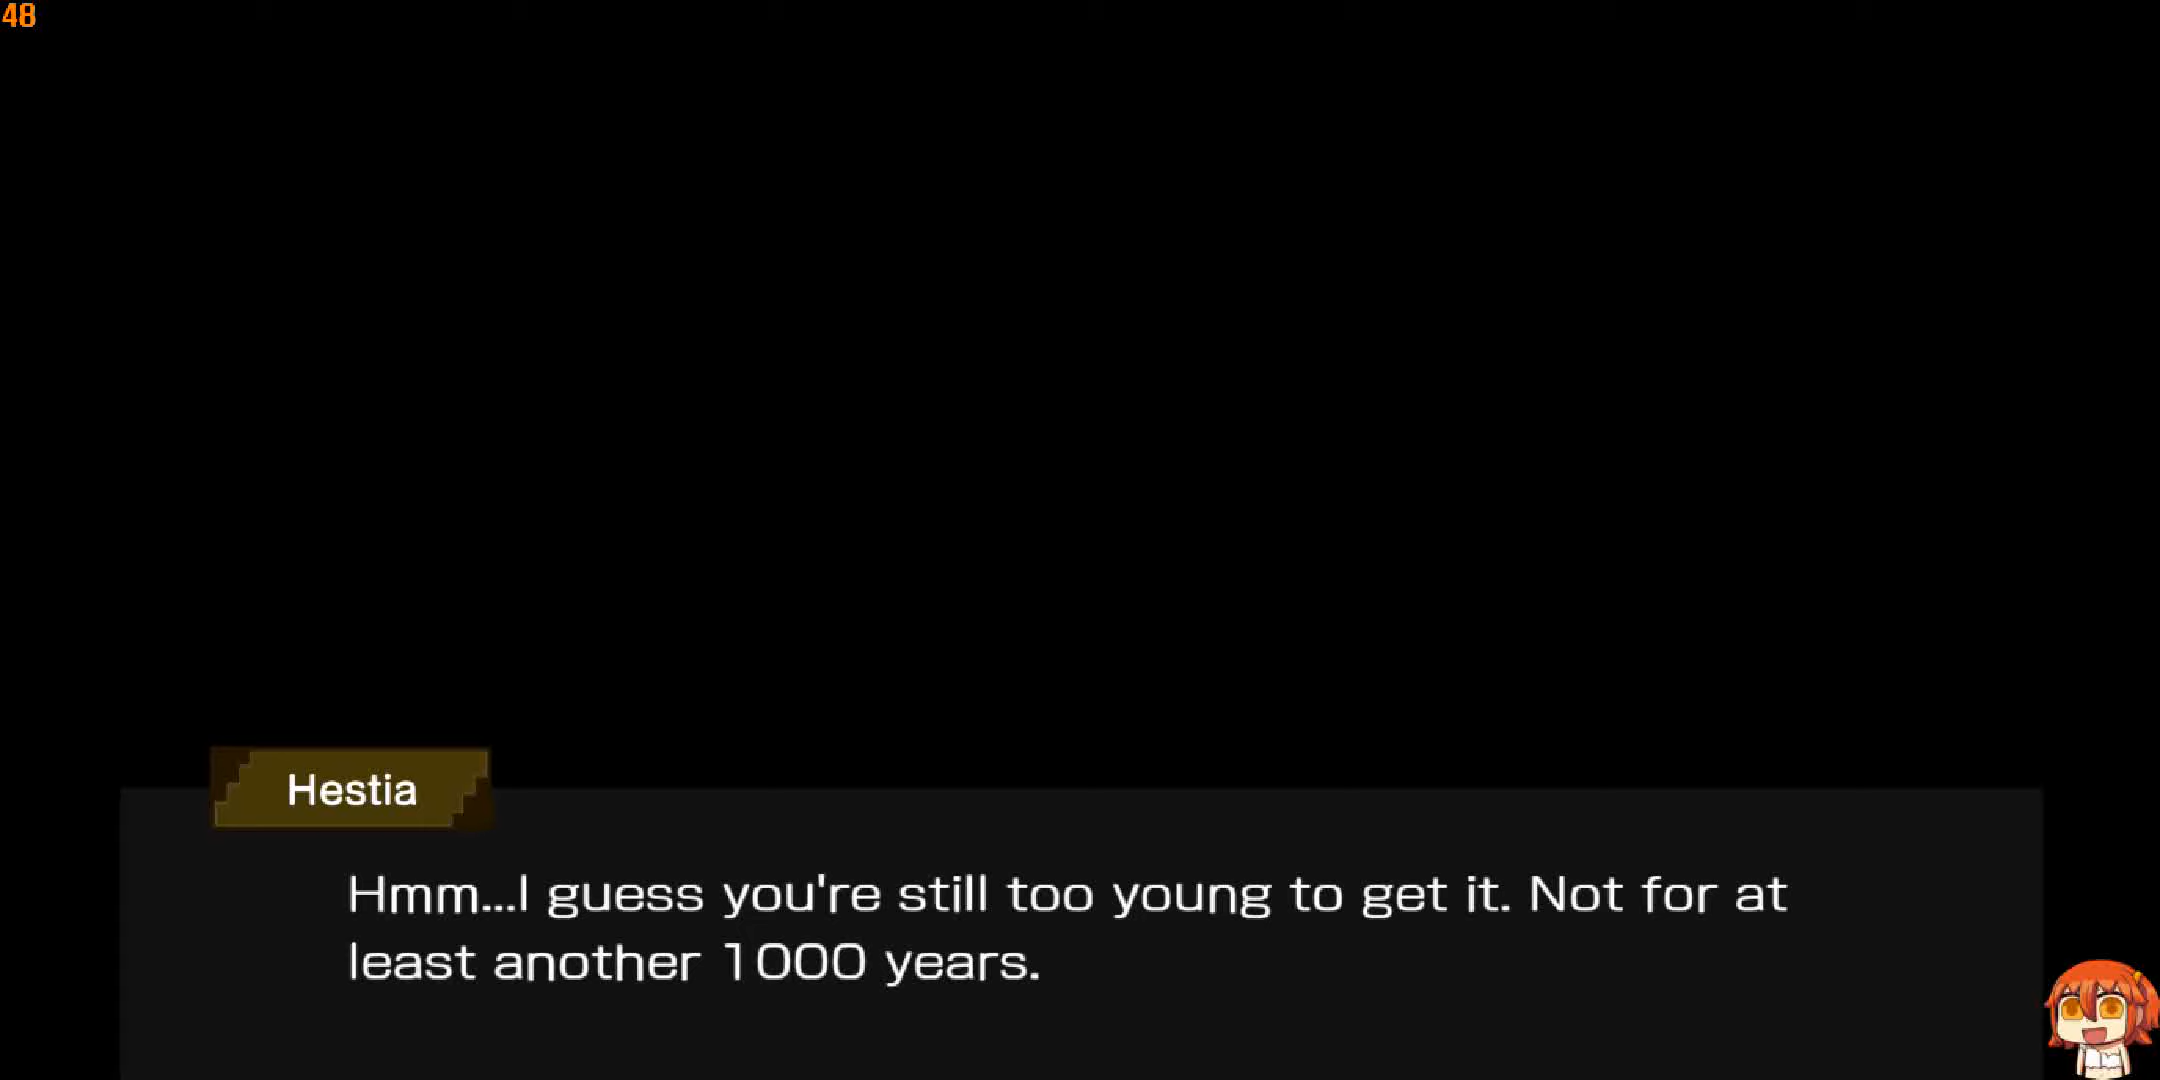 48
Hestia
Hmm...I guess you're still too young to get it. Not for at
least another 1000 years.